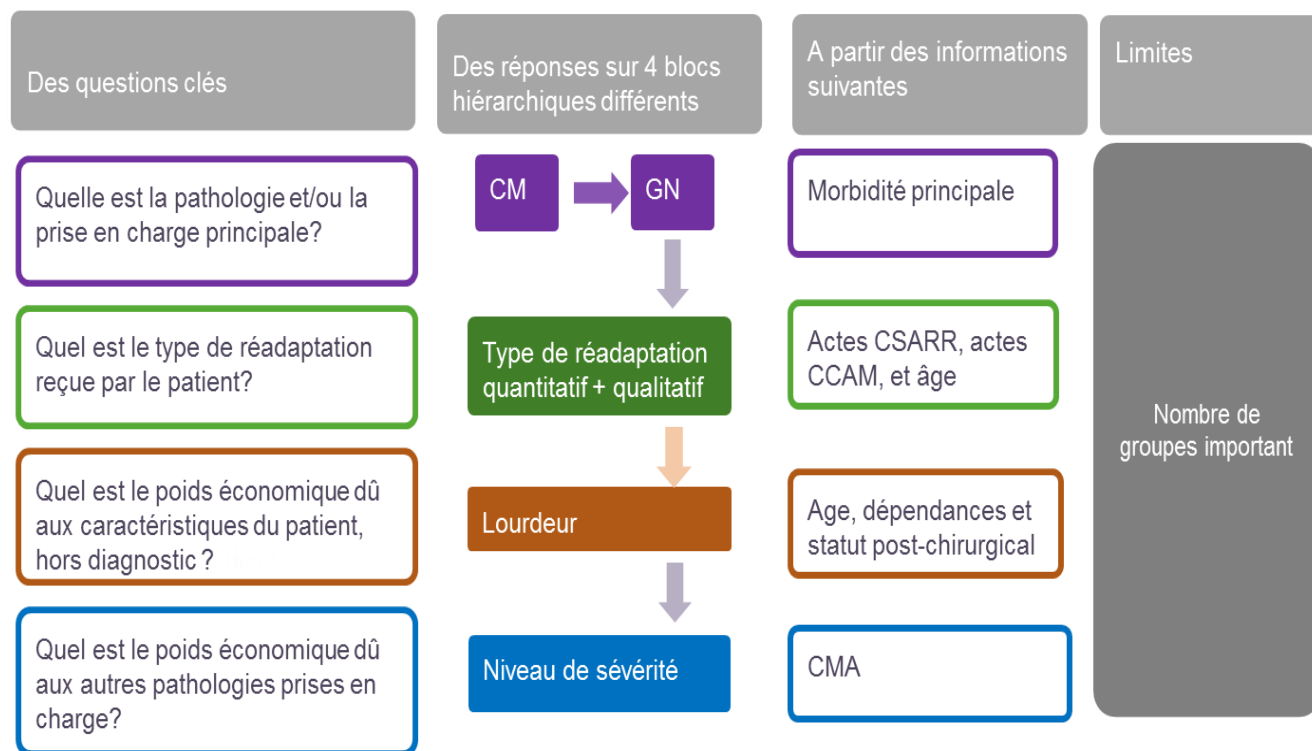 Des questions clés
Des réponses sur 4 blocs
hiérarchiques différents
A partir des informations
suivantes
Limites
Quelle est la pathologie et/ou la
prise en charge principale?
CM
GN
Morbidité principale
Quel est le type de réadaptation
reçue par le patient?
Type de réadaptation
quantitatif + qualitatif
Actes CSARR, actes
CCAM, et âge
Nombre de
groupes important
Quel est le poids économique dû
aux caractéristiques du patient,
hors diagnostic ?
Lourdeur
Age, dépendances et
statut post-chirurgical
Quel est le poids économique dû
aux autres pathologies prises en
charge?
Niveau de sévérité
CMA